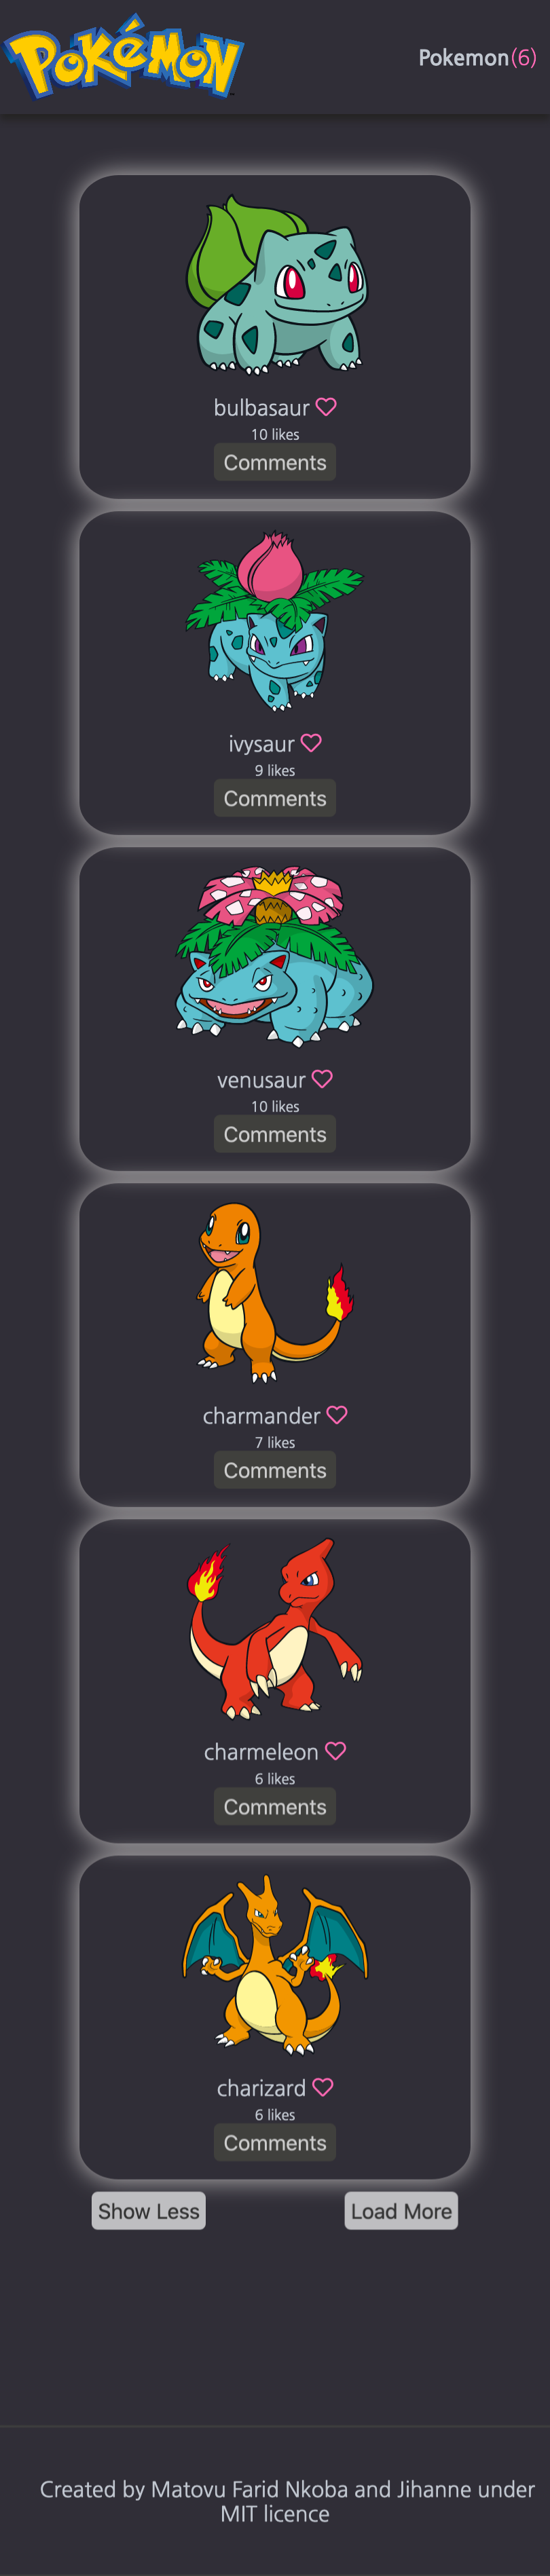 POKéMON
Pokemon(6)
bulbasaur
10 likes
Comments
ivysaur
9 likes
Comments
venusaur
10 likes
Comments
charmander
7 likes
Comments
charmeleon
6 likes
Comments
charizard
6 likes
Comments
Show Less
Load More
Created by Matovu Farid Nkoba and Jihanne under
MIT licence